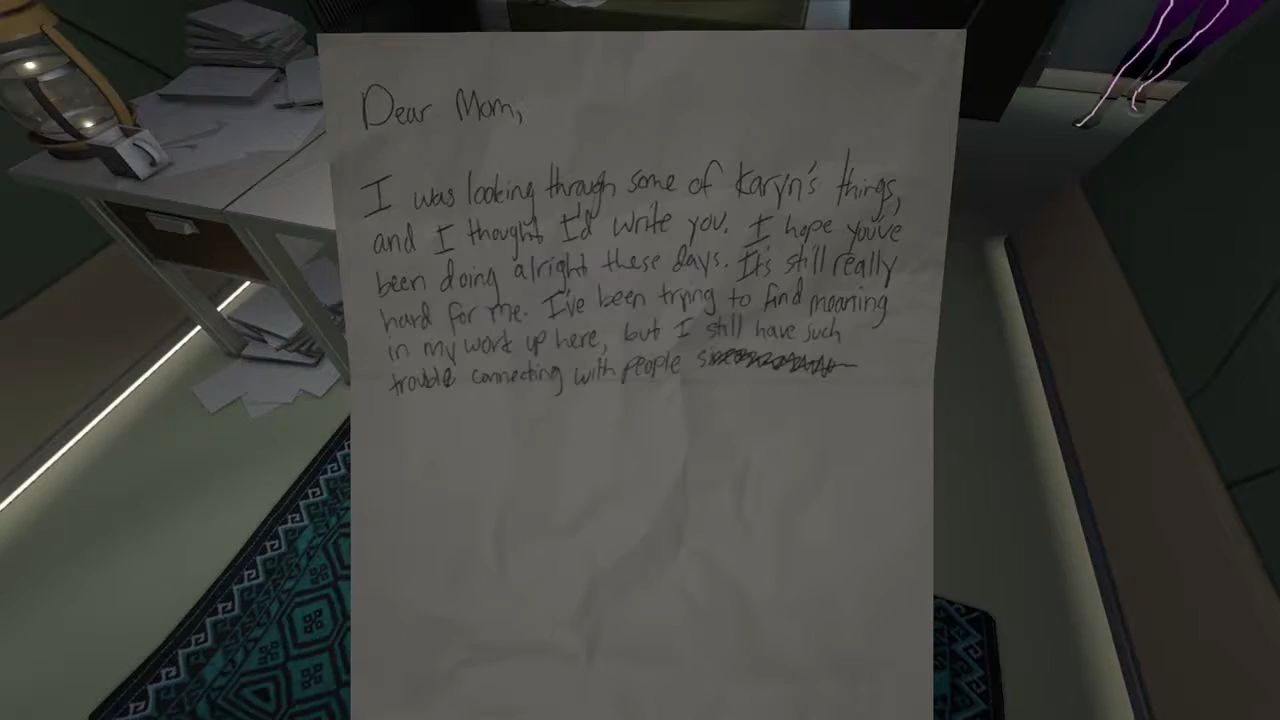 Dear Mom,
I was looking through some of Karyn's things,
and I thought I'd write you. I hope you've
been doing alright these days. It's still really
hard for me. I've been trying to find meaning
in my work up here, but I still have such
trouble connecting with people